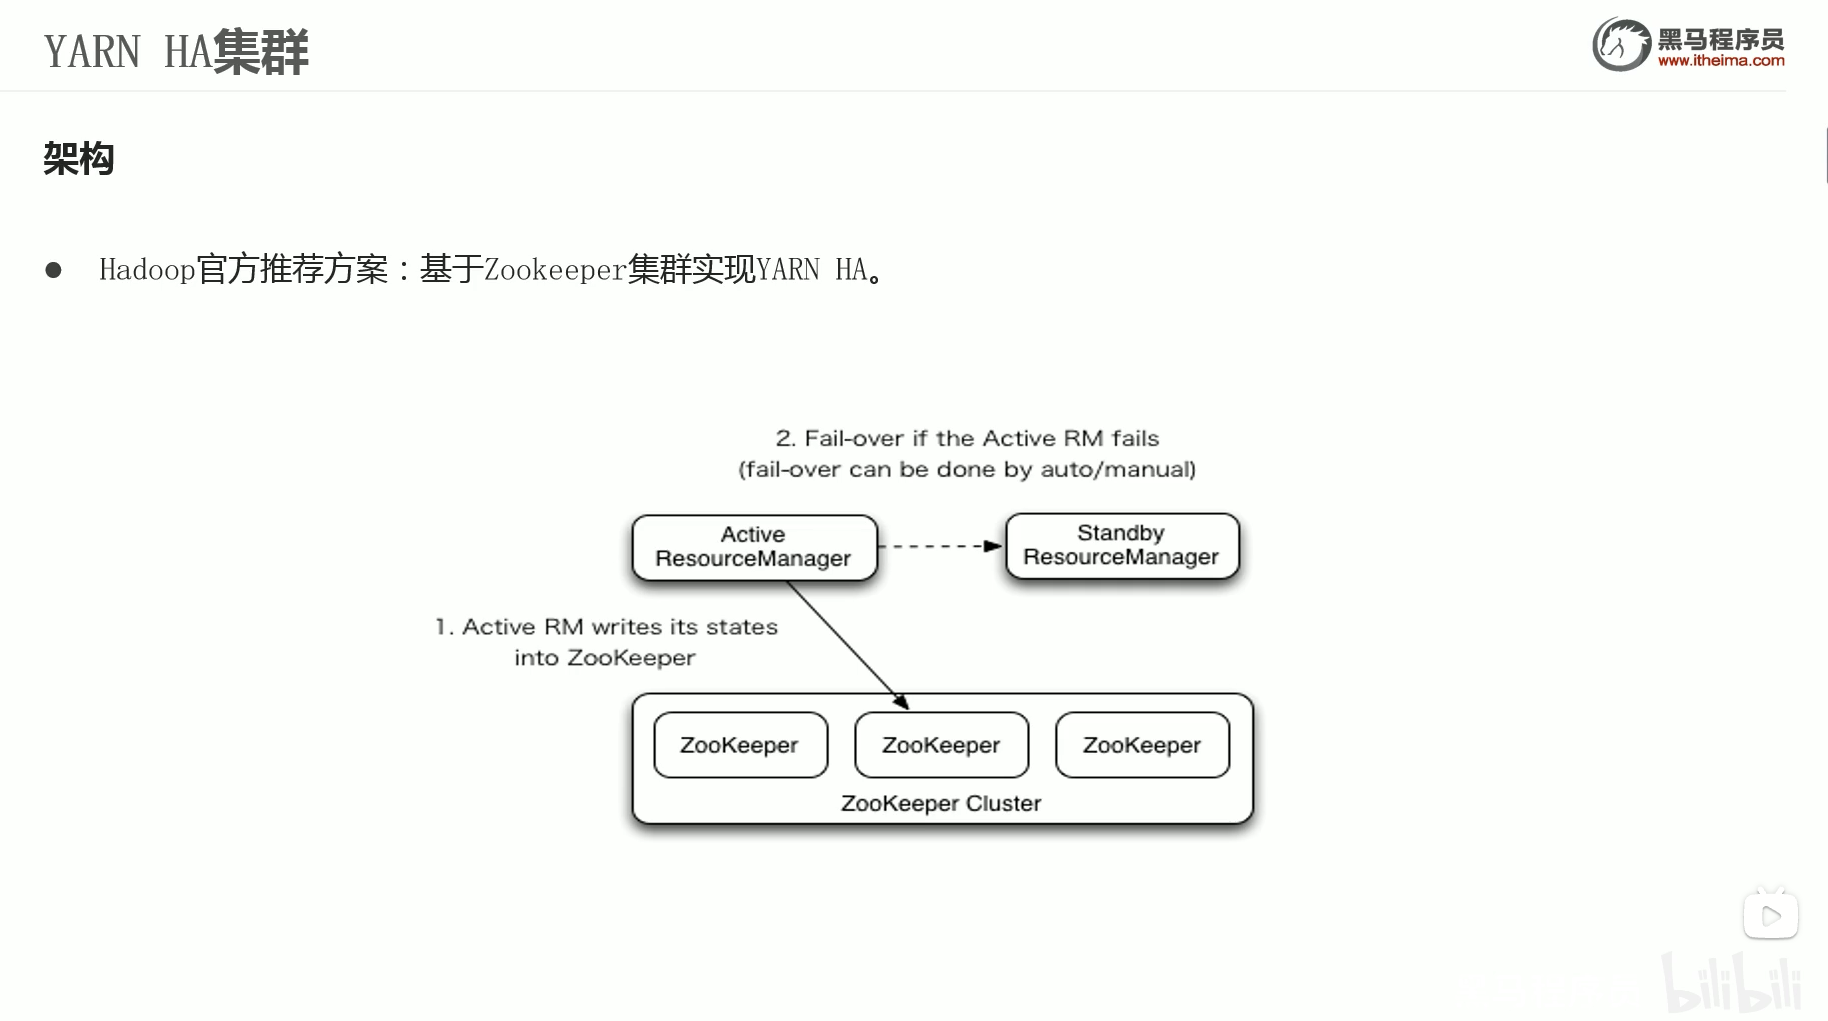 YARN HA集群
黑马程序员
www.itheima.com
架构
● Hadoop官方推荐方案：基于Zookeeper集群实现YARN HA。
2. Fail-over if the Active RM fails
(fail-over can be done by auto/manual)
Active
ResourceManager
Standby
ResourceManager
1. Active RM writes its states
into ZooKeeper
ZooKeeper
ZooKeeper
ZooKeeper
ZooKeeper Cluster
bilibili